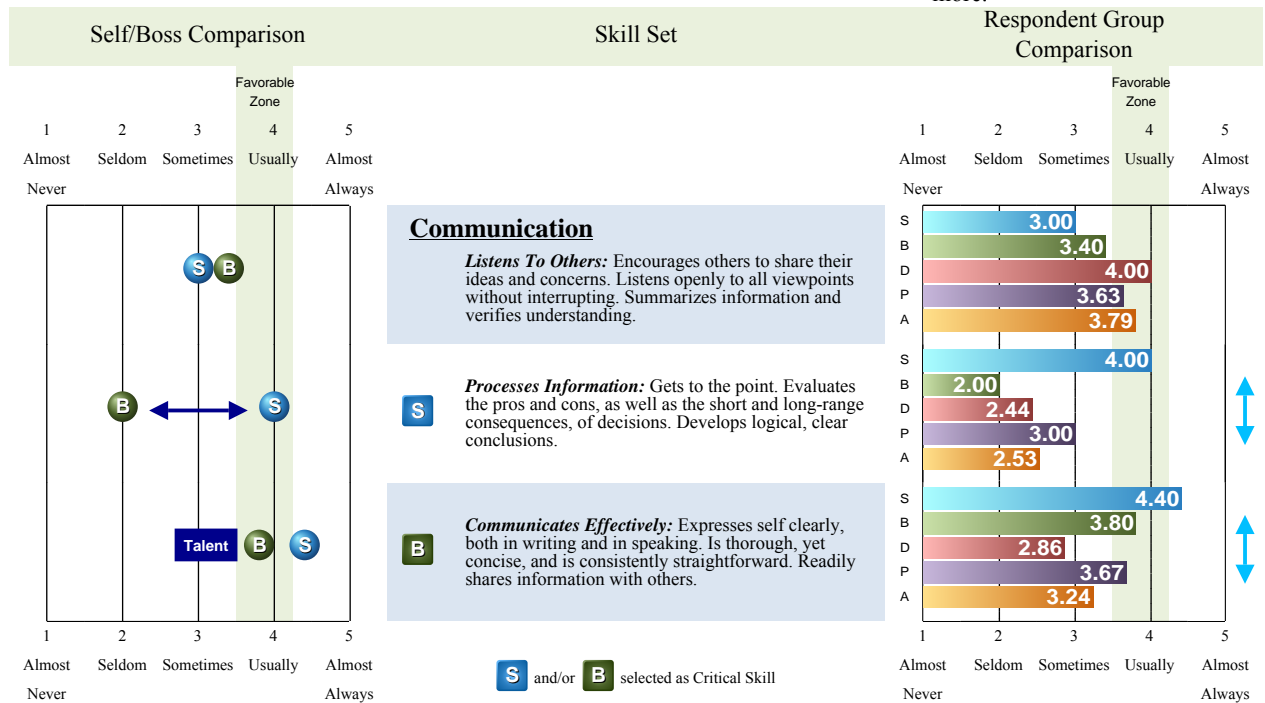 more.
Self/Boss Comparison
Skill Set
Respondent Group
Comparison
Favorable
Zone
1 2 3 4 5
Almost Seldom Sometimes Usually Almost
Never Always
Favorable
Zone
1 2 3 4 5
Almost Seldom Sometimes Usually Almost
Never Always
S B
Communication
Listens To Others: Encourages others to share their
ideas and concerns. Listens openly to all viewpoints
without interrupting. Summarizes information and
verifies understanding.
S 3.00
B 3.40
D 4.00
P 3.63
A 3.79
B S
S
Processes Information: Gets to the point. Evaluates
the pros and cons, as well as the short and long-range
consequences, of decisions. Develops logical, clear
conclusions.
S 4.00
B 2.00
D 2.44
P 3.00
A 2.53
Talent B S
B
Communicates Effectively: Expresses self clearly,
both in writing and in speaking. Is thorough, yet
concise, and is consistently straightforward. Readily
shares information with others.
S 4.40
B 3.80
D 2.86
P 3.67
A 3.24
1 2 3 4 5
Almost Seldom Sometimes Usually Almost
Never Always
S and/or B selected as Critical Skill
1 2 3 4 5
Almost Seldom Sometimes Usually Almost
Never Always